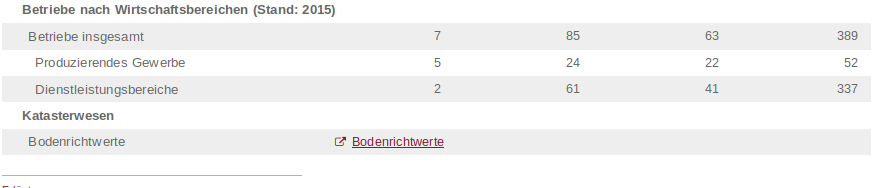 Betriebe nach Wirtschaftsbereichen (Stand: 2015)
Betriebe insgesamt 7 85 63 389
Produzierendes Gewerbe 5 24 22 52
Dienstleistungsbereiche 2 61 41 337
Katasterwesen
Bodenrichtwerte Bodenrichtwerte